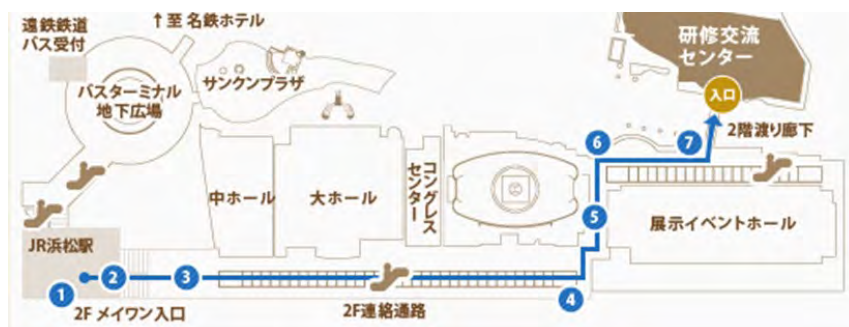 遠鉄鉄道
バス受付
↑至 名鉄ホテル
バスターミナル
地下広場
サンクンプラザ
研修交流
センター
入口
2階渡り廊下
中ホール
大ホール
コングレス
センター
展示イベントホール
JR浜松駅
1
2
3
4
5
6
7
2F メイワン入口
2F連絡通路